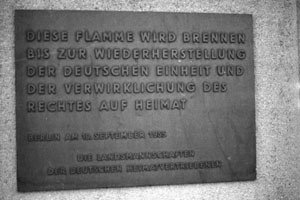 DIESE FLAMME WIRD BRENNEN
BIS ZUR WIEDERHERSTELLUNG
DER DEUTSCHEN EINHEIT UND
DER VERWIRKLICHUNG DES
RECHTES AUF HEIMAT
BERLIN AM SEPTEMBER
DIE LANDSMANNSCHAFTEN
DER DEUTSCHEN HEIMATVERTRIEBENEN